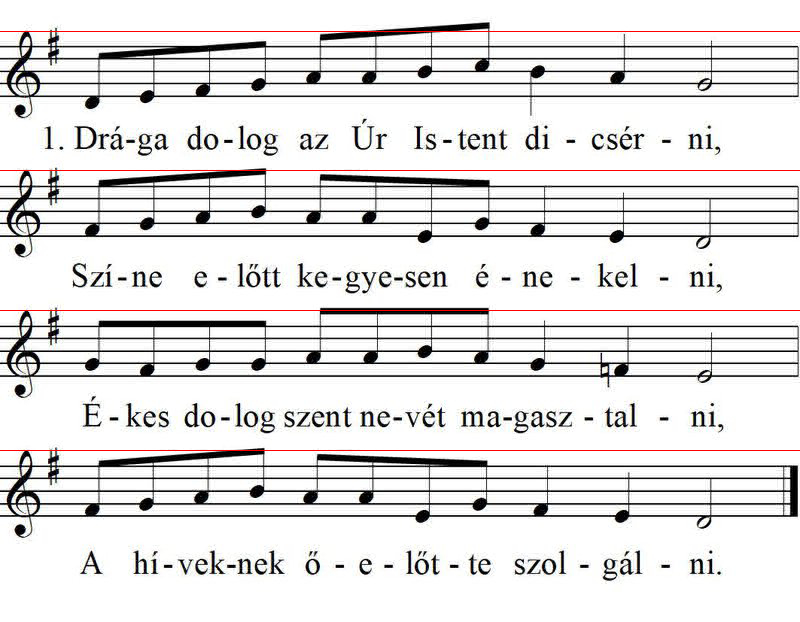 1. Drá-ga do-log az Úr Is-tent di - csér - ni,
Szí-ne e-lőtt ke-gye-sen é - ne - kel - ni,
É-kes do-log szent ne-vét ma-gasz - tal - ni,
A hí-vek-nek ő - e - lőt - te szol - gál - ni.